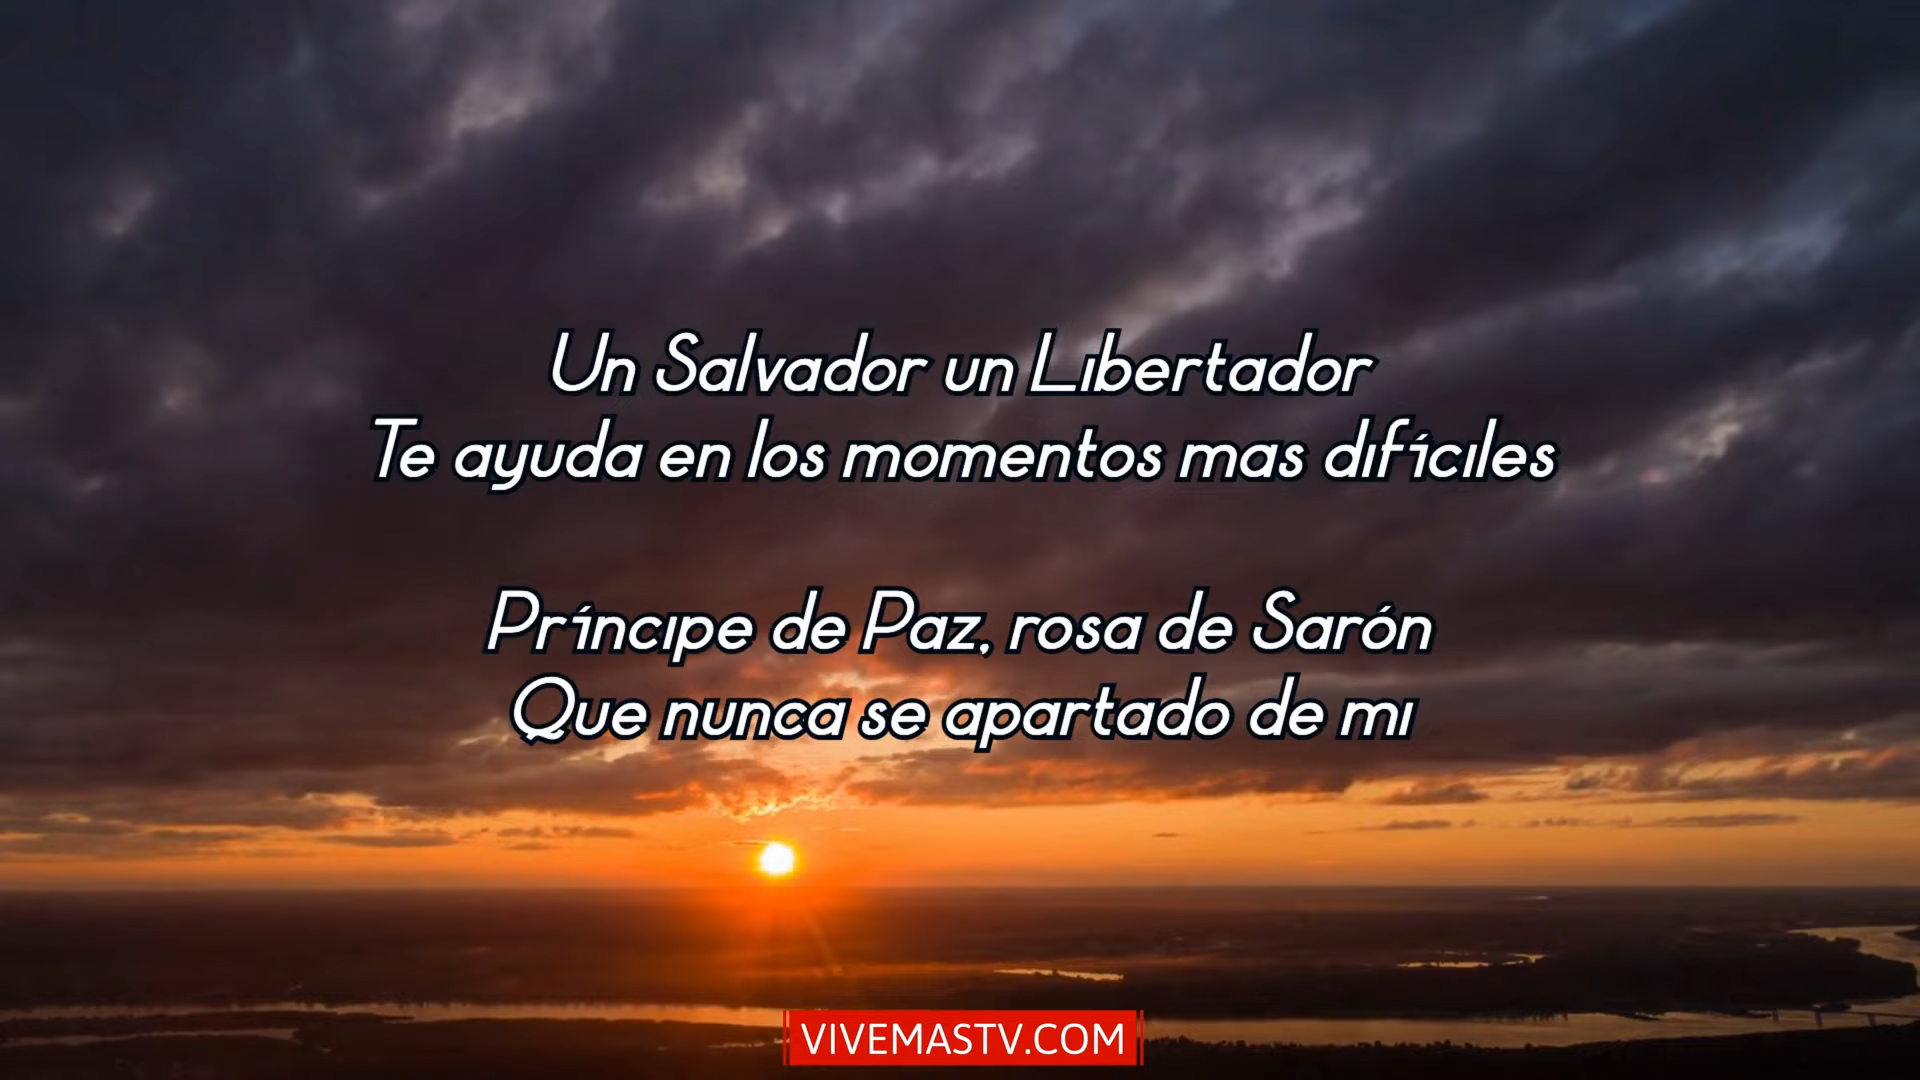 Un Salvador un Libertador
Te ayuda en los momentos mas difíciles
Príncipe de Paz, rosa de Sarón
Que nunca se apartado de mi
VIVEMASTV.COM